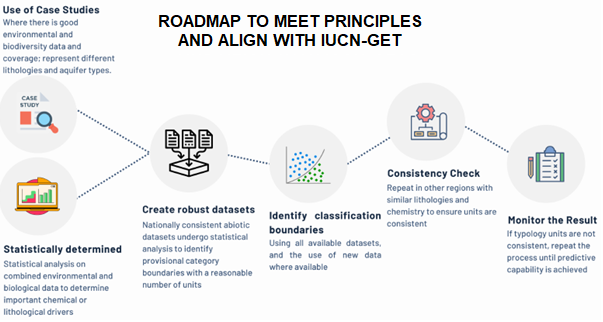 ROADMAP TO MEET PRINCIPLES
AND ALIGN WITH IUCN-GET
Use of Case Studies
Where there is good
environmental and
biodiversity data and
coverage; represent different
lithologies and aquifer types.
CASE
STUDY
Statistically determined
Statistical analysis on
combined environmental and
biological data to determine
important chemical or
lithological drivers
Create robust datasets
Nationally consistent abiotic
datasets undergo statistical
analysis to identify
provisional category
boundaries with a reasonable
number of units
Identify classification
boundaries
Using all available datasets,
and the use of new data
where available
Consistency Check
Repeat in other regions with
similar lithologies and
chemistry to ensure units are
consistent
Monitor the Result
If typology units are not
consistent, repeat the
process until predictive
capability is achieved